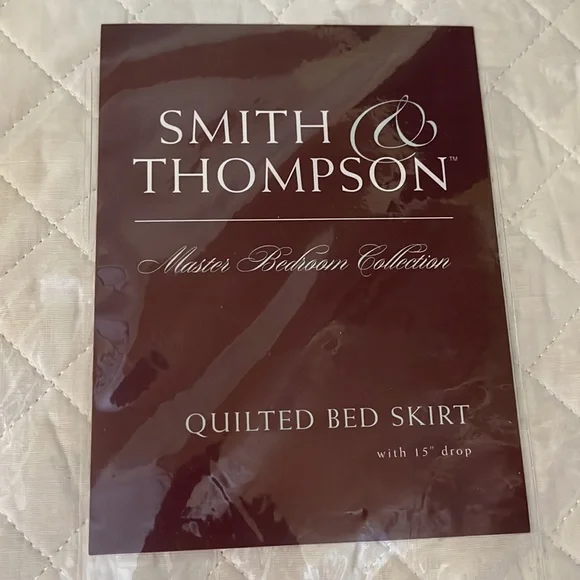 SMITH &
THOMPSON™
Master Bedroom Collection
QUILTED BED SKIRT
with 15" drop